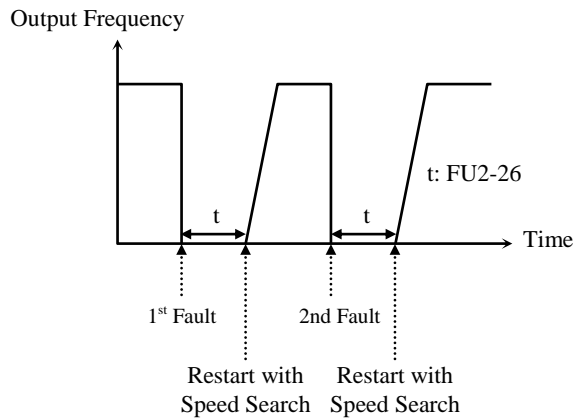 Output Frequency
t: FU2-26
t
t
Time
1st Fault
2nd Fault
Restart with
Speed Search
Restart with
Speed Search